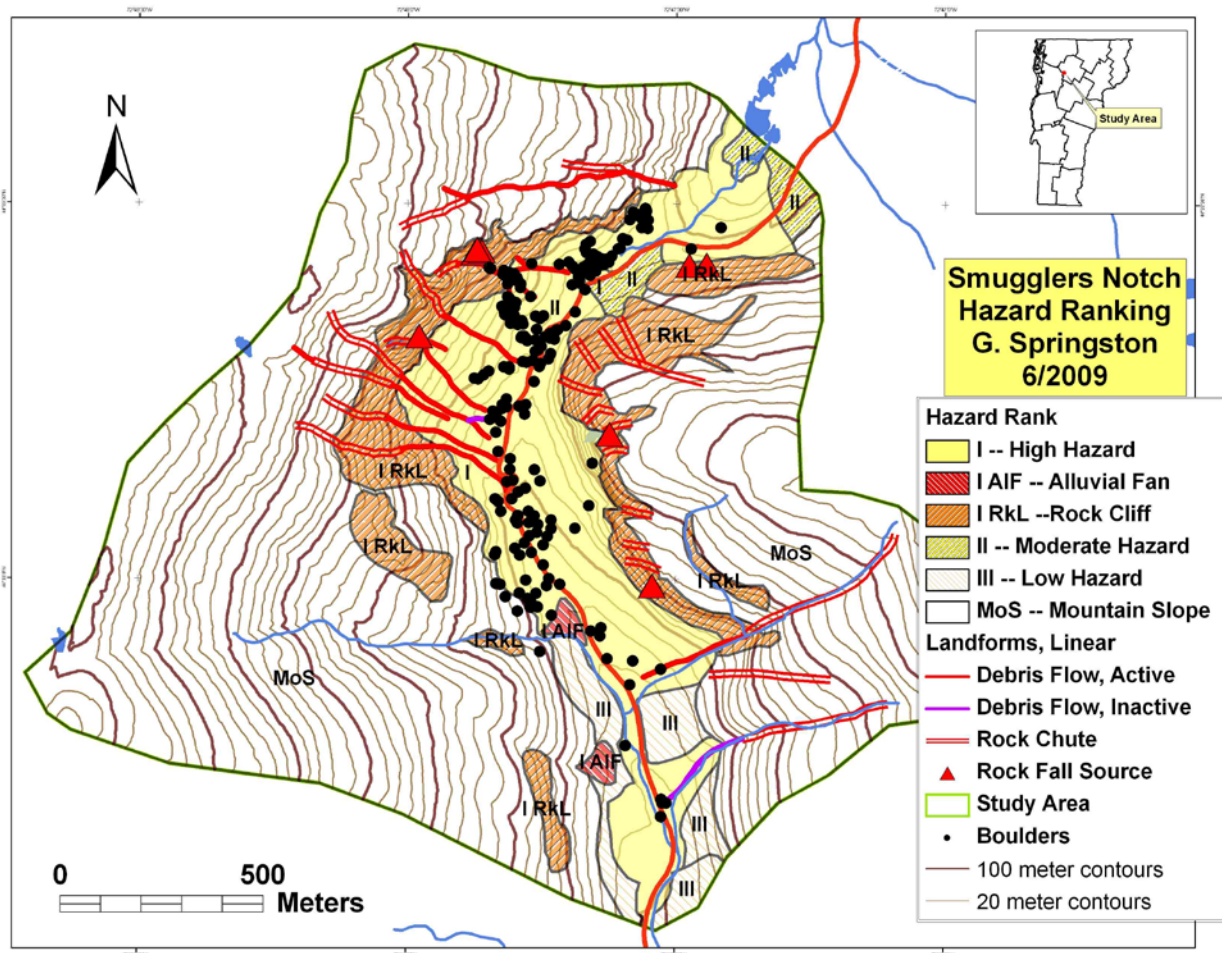 N
Study Area
Smugglers Notch
Hazard Ranking
G. Springston
6/2009
Hazard Rank
I -- High Hazard
I AlF -- Alluvial Fan
I RkL --Rock Cliff
II -- Moderate Hazard
III -- Low Hazard
MoS -- Mountain Slope
Landforms, Linear
Debris Flow, Active
Debris Flow, Inactive
Rock Chute
Rock Fall Source
Study Area
Boulders
100 meter contours
20 meter contours
II
II
I RkL
II
I
II
I RkL
I RkL
I
I RkL
MoS
I RkL
I AlF
I RkL
MoS
III
III
I AlF
I RkL
III
III
0 500
Meters